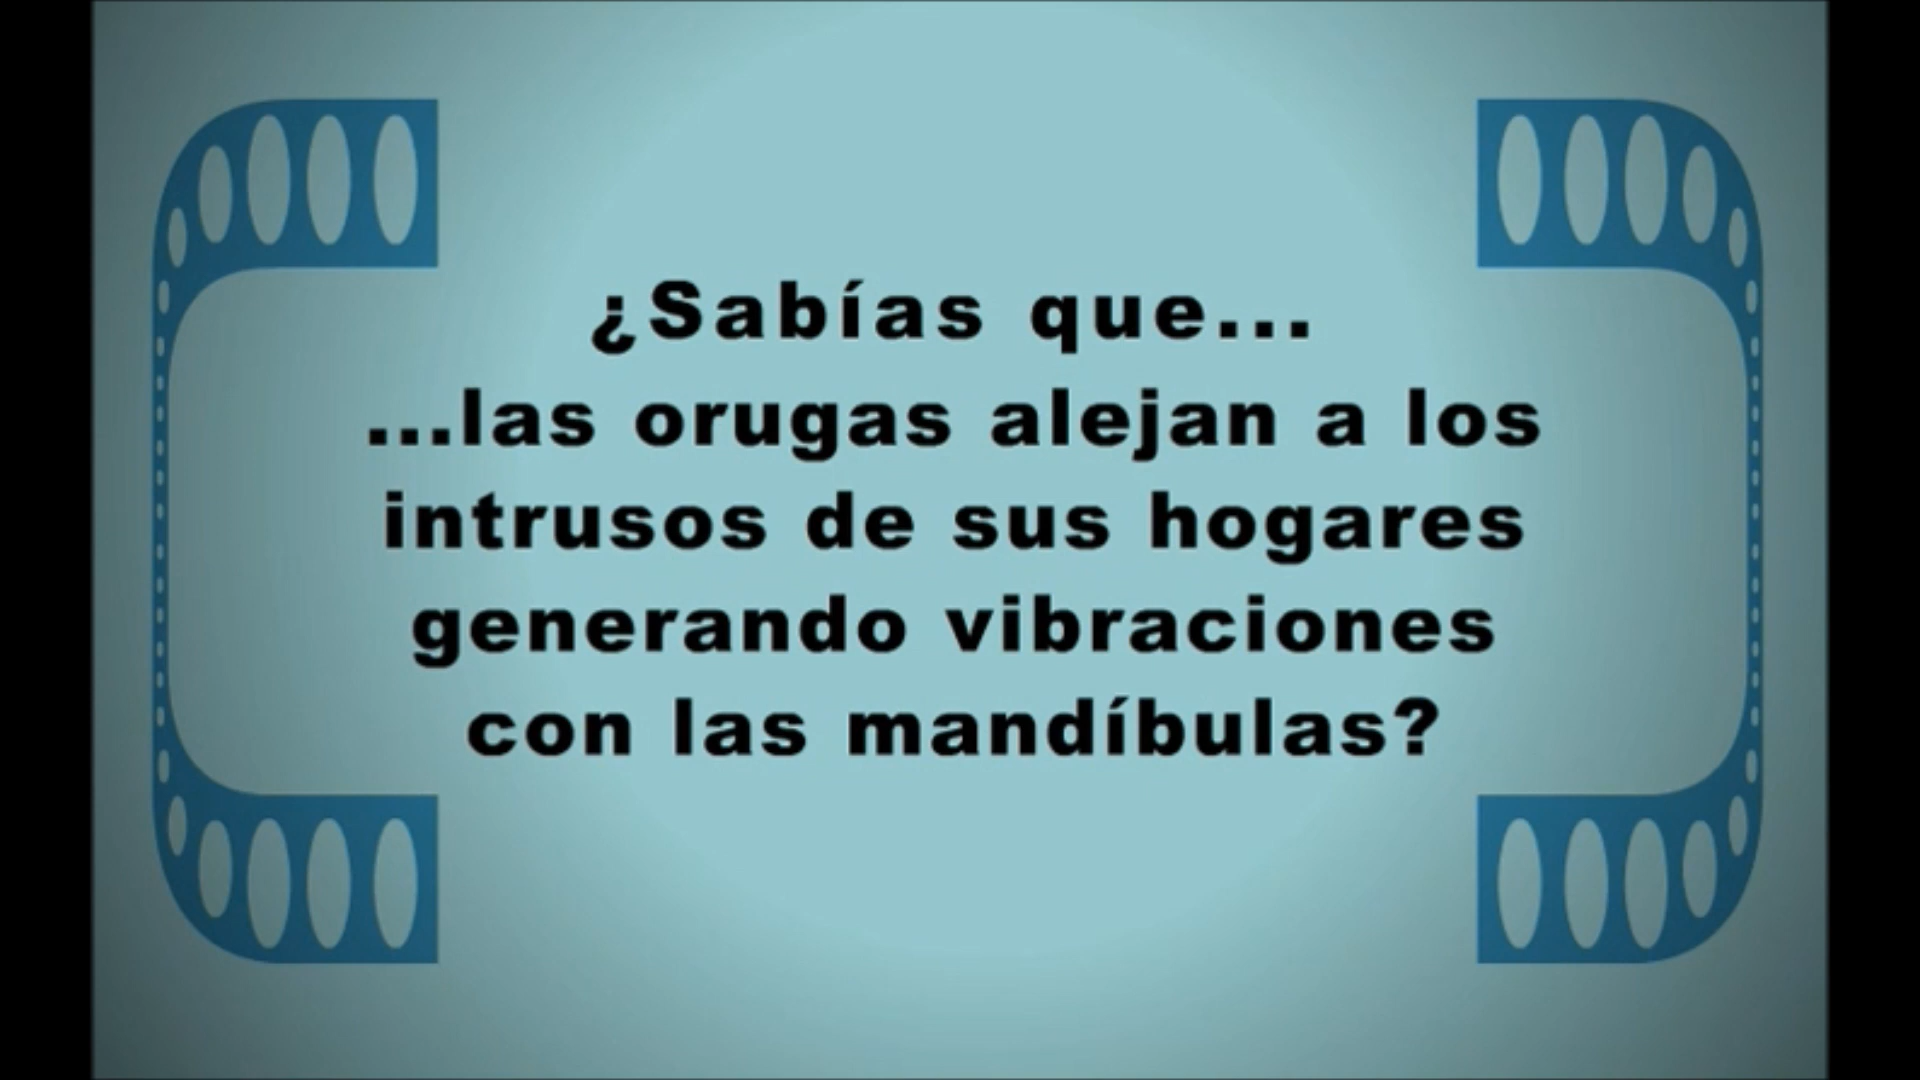 ¿Sabías que...
...las orugas alejan a los
intrusos de sus hogares
generando vibraciones
con las mandíbulas?